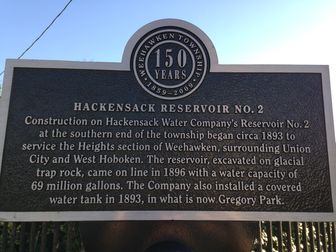 WEEHAWKEN TOWNSHIP
150
YEARS
1859-2009
HACKENSACK RESERVOIR NO. 2
Construction on Hackensack Water Company's Reservoir No. 2
at the southern end of the township began circa 1893 to
service the Heights section of Weehawken, surrounding Union
City and West Hoboken. The reservoir, excavated on glacial
trap rock, came on line in 1896 with a water capacity of
69 million gallons. The Company also installed a covered
water tank in 1893, in what is now Gregory Park.